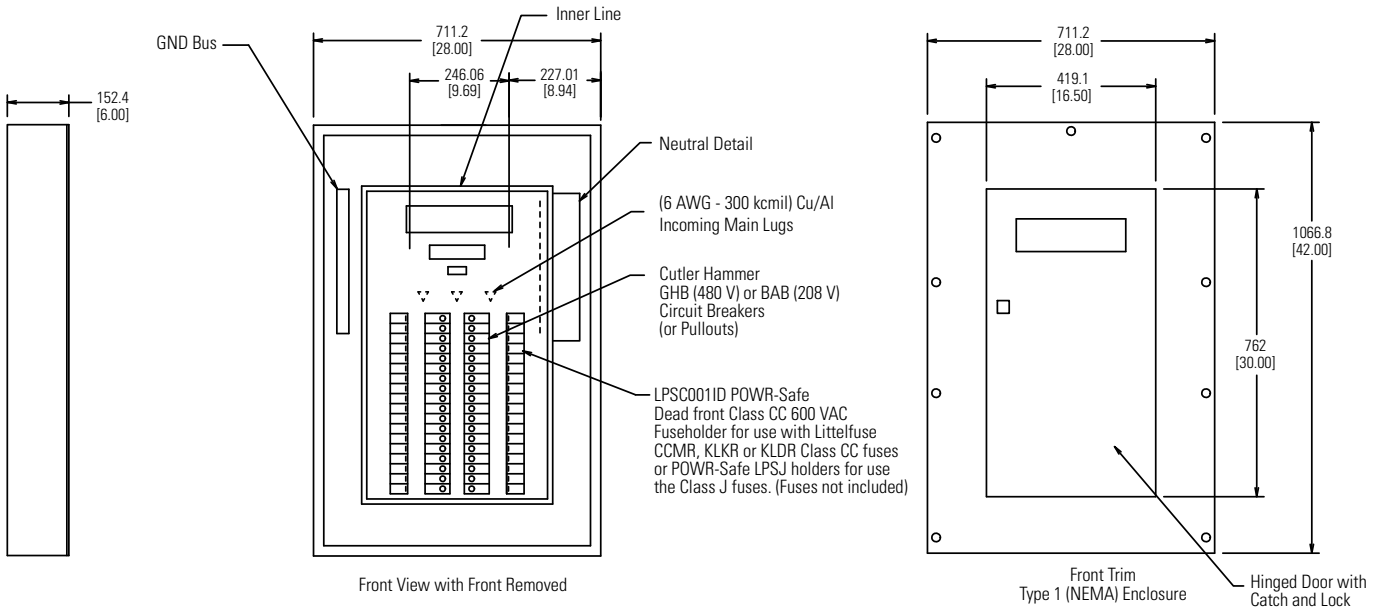 Inner Line
GND Bus
711.2
[28.00]
246.06
[9.69]
227.01
[8.94]
152.4
[6.00]
Neutral Detail
(6 AWG - 300 kcmil) Cu/Al
Incoming Main Lugs
Cutler Hammer
GHB (480 V) or BAB (208 V)
Circuit Breakers
(or Pullouts)
LPSC001ID POWR-Safe
Dead front Class CC 600 VAC
Fuseholder for use with Littelfuse
CCMR, KLKR or KLDR Class CC fuses
or POWR-Safe LPSJ holders for use
the Class J fuses. (Fuses not included)
Front View with Front Removed
711.2
[28.00]
419.1
[16.50]
1066.8
[42.00]
762
[30.00]
Front Trim
Type 1 (NEMA) Enclosure
Hinged Door with
Catch and Lock